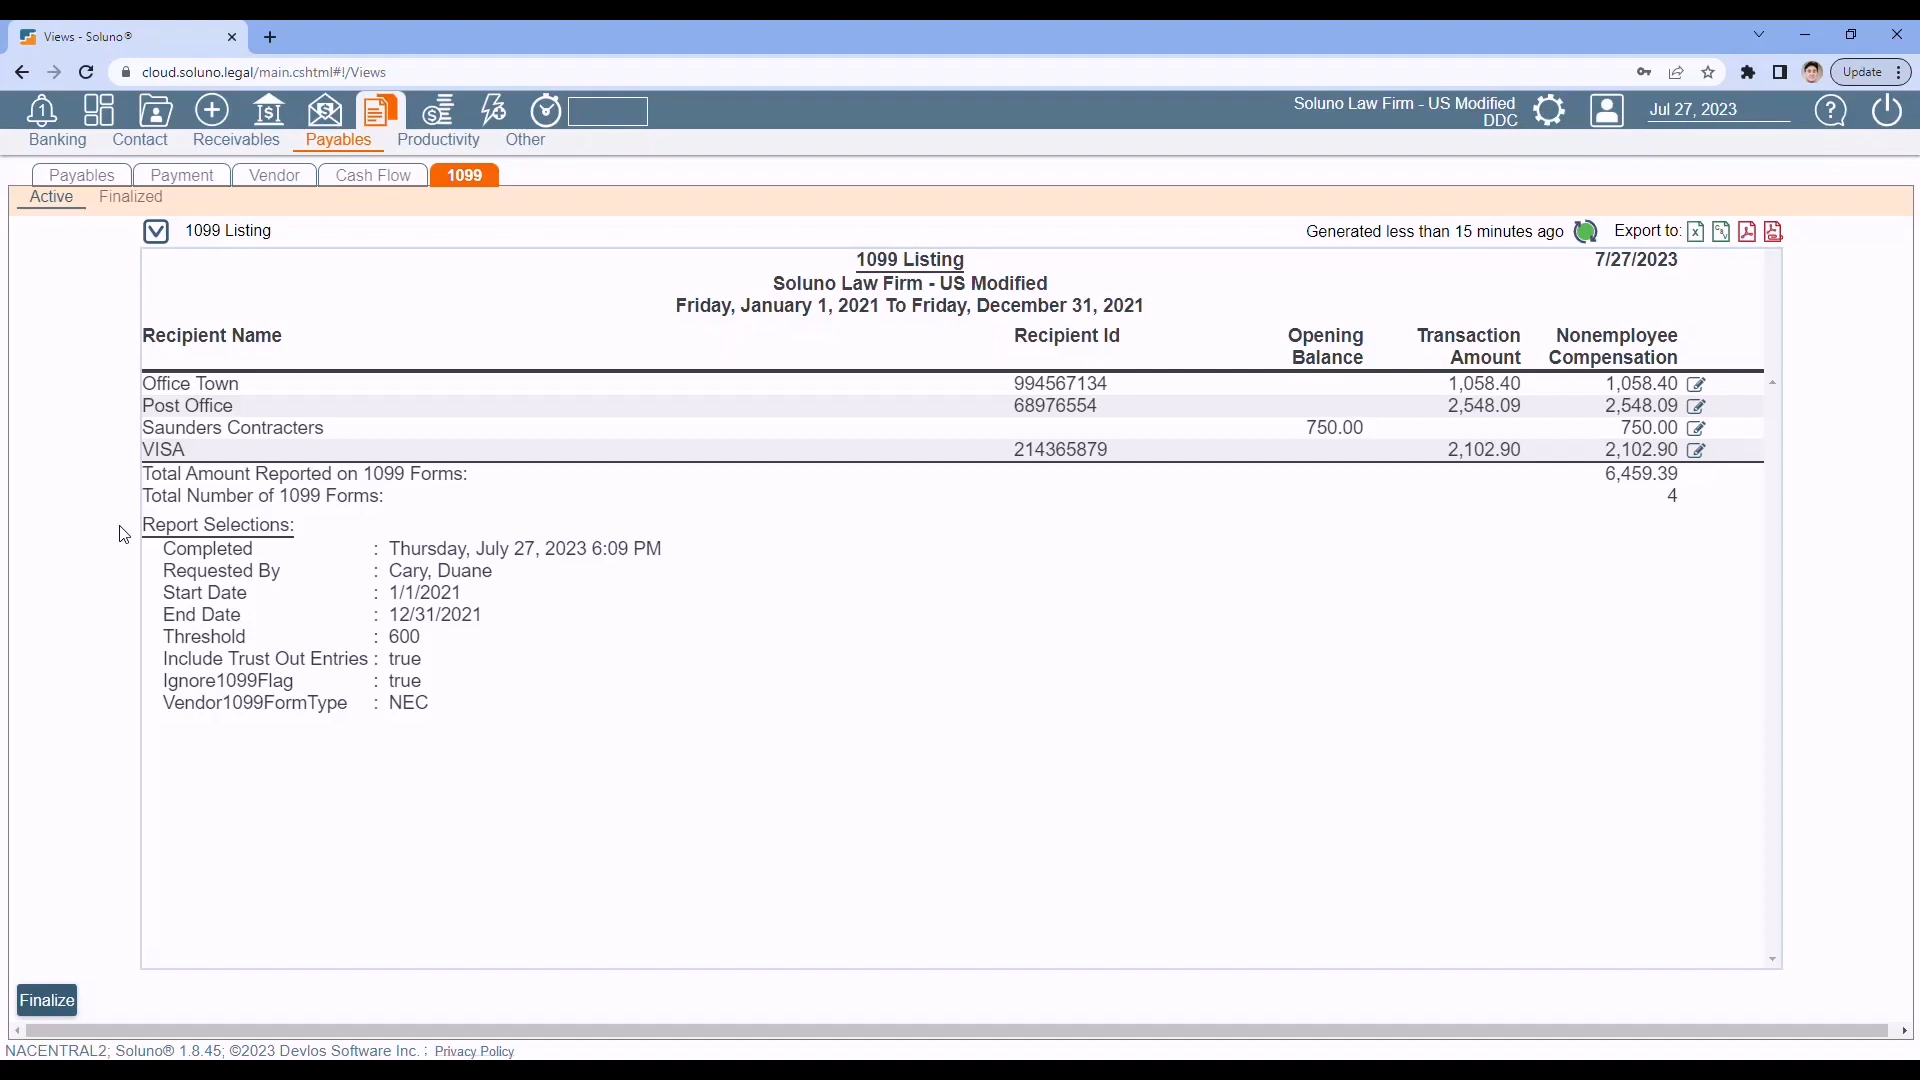 Views - Soluno®
cloud.soluno.legal/main.cshtml#!/Views
Update
1
Soluno Law Firm - US Modified
DDC
Jul 27, 2023
Banking Contact Receivables Payables Productivity Other
Payables Payment Vendor Cash Flow 1099
Active Finalized
1099 Listing
Generated less than 15 minutes ago Export to:
1099 Listing 7/27/2023
Soluno Law Firm - US Modified
Friday, January 1, 2021 To Friday, December 31, 2021
Recipient Name Recipient Id Opening Balance Transaction Amount Nonemployee Compensation
Office Town 994567134 1,058.40 1,058.40
Post Office 68976554 2,548.09 2,548.09
Saunders Contracters 750.00 750.00
VISA 214365879 2,102.90 2,102.90
Total Amount Reported on 1099 Forms: 6,459.39
Total Number of 1099 Forms: 4
Report Selections:
Completed : Thursday, July 27, 2023 6:09 PM
Requested By : Cary, Duane
Start Date : 1/1/2021
End Date : 12/31/2021
Threshold : 600
Include Trust Out Entries : true
Ignore1099Flag : true
Vendor1099FormType : NEC
Finalize
NACENTRAL2; Soluno® 1.8.45; ©2023 Devlos Software Inc. ; Privacy Policy